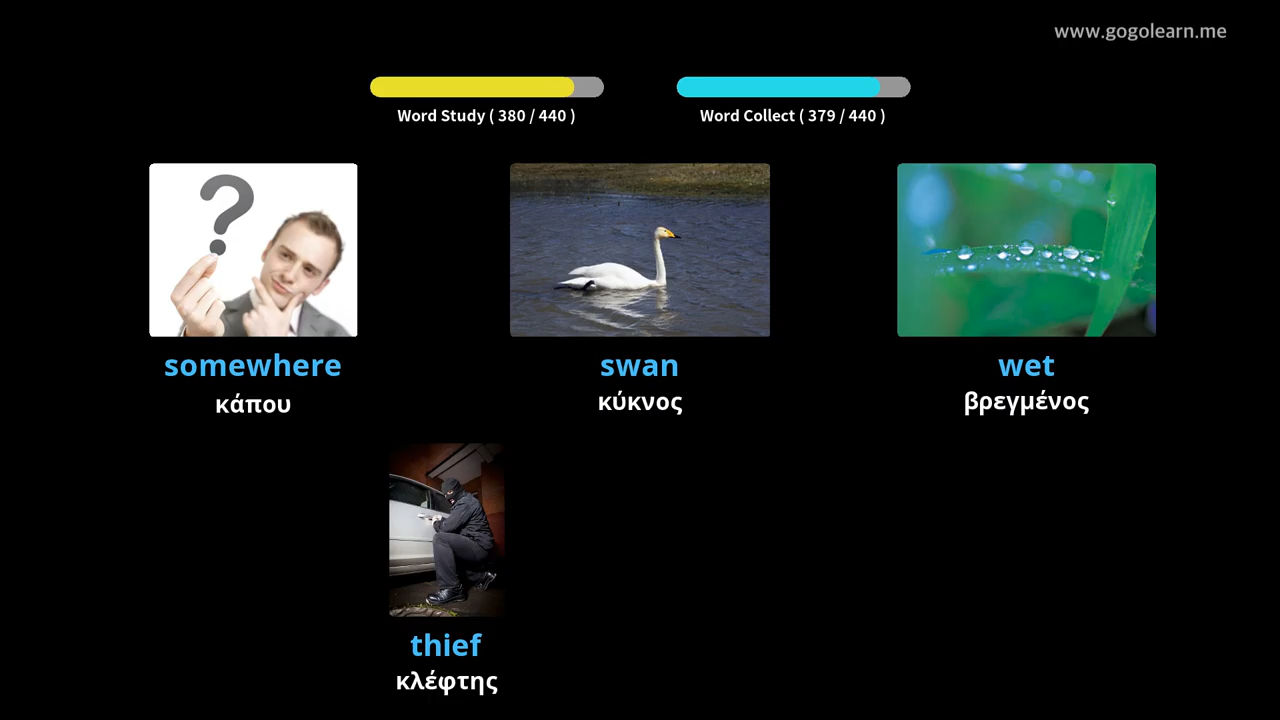 www.gogolearn.me
Word Study ( 380 / 440 )
Word Collect ( 379 / 440 )
somewhere
κάπου
swan
κύκνος
wet
βρεγμένος
thief
κλέφτης